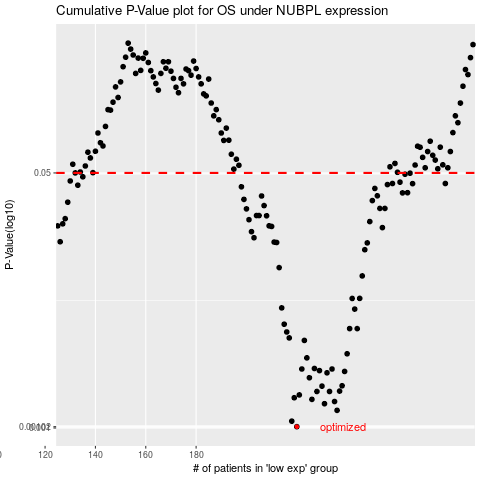 Cumulative P-Value plot for OS under NUBPL expression
P-Value(log10)
0.05
optimized
0 120 140 160 180
# of patients in 'low exp' group